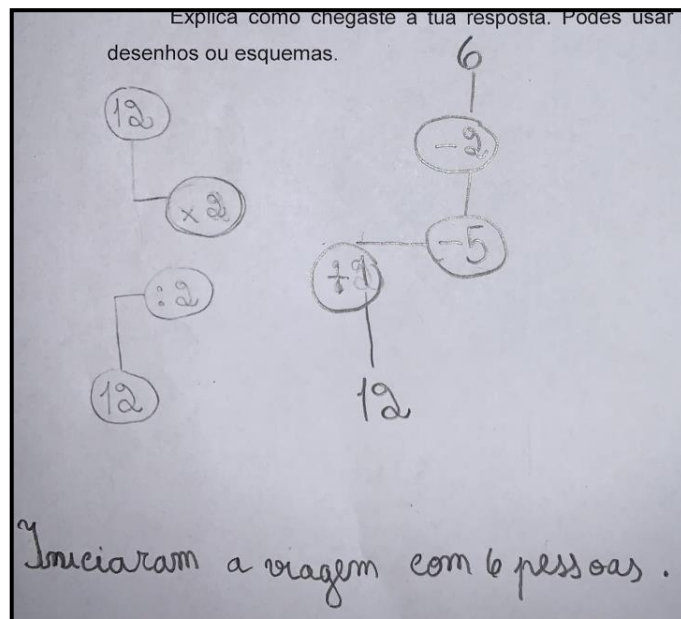 Explica como chegaste à tua resposta. Podes usar
desenhos ou esquemas.
12
× 2
: 2
12
6
- 2
- 5
12
Iniciaram a viagem com 6 pessoas.